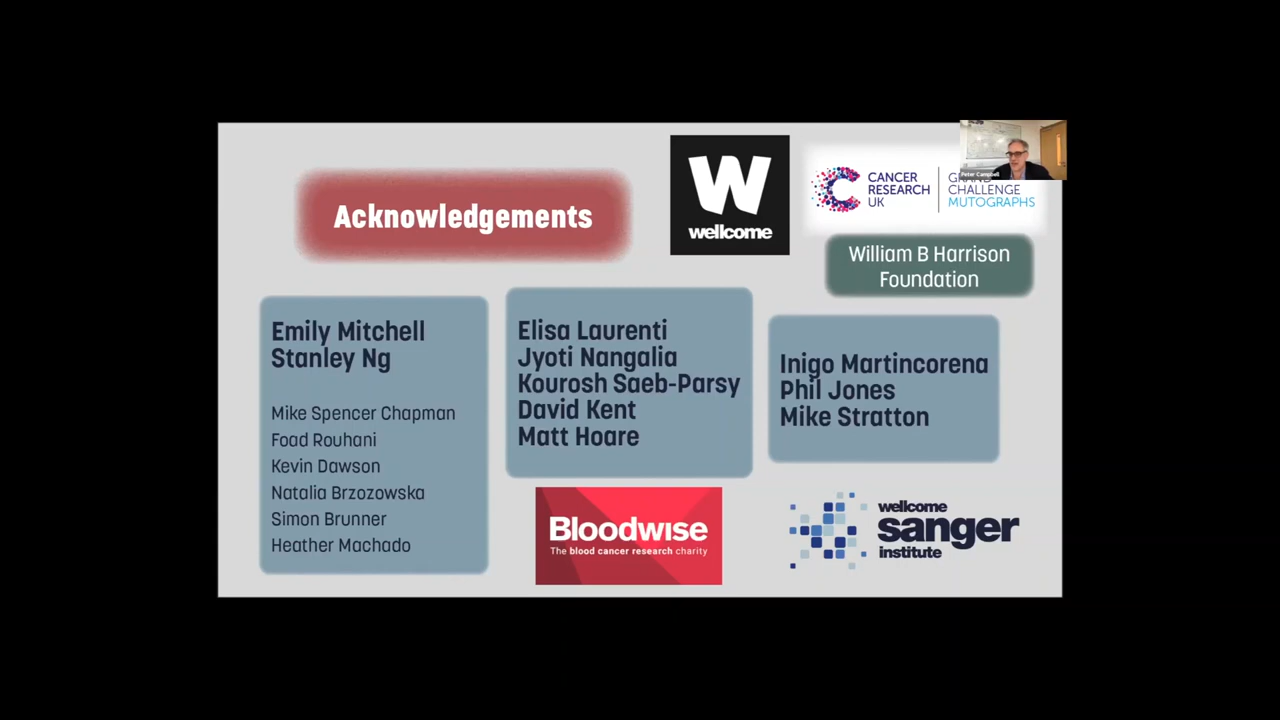 Acknowledgements
W
wellcome
CANCER
RESEARCH
UK
CHALLENGE
MUTOGRAPHS
Peter Campbell
William B Harrison
Foundation
Emily Mitchell
Stanley Ng
Mike Spencer Chapman
Foad Rouhani
Kevin Dawson
Natalia Brzozowska
Simon Brunner
Heather Machado
Elisa Laurenti
Jyoti Nangalia
Kourosh Saeb-Parsy
David Kent
Matt Hoare
Inigo Martincorena
Phil Jones
Mike Stratton
Bloodwise
The blood cancer research charity
wellcome
sanger
institute